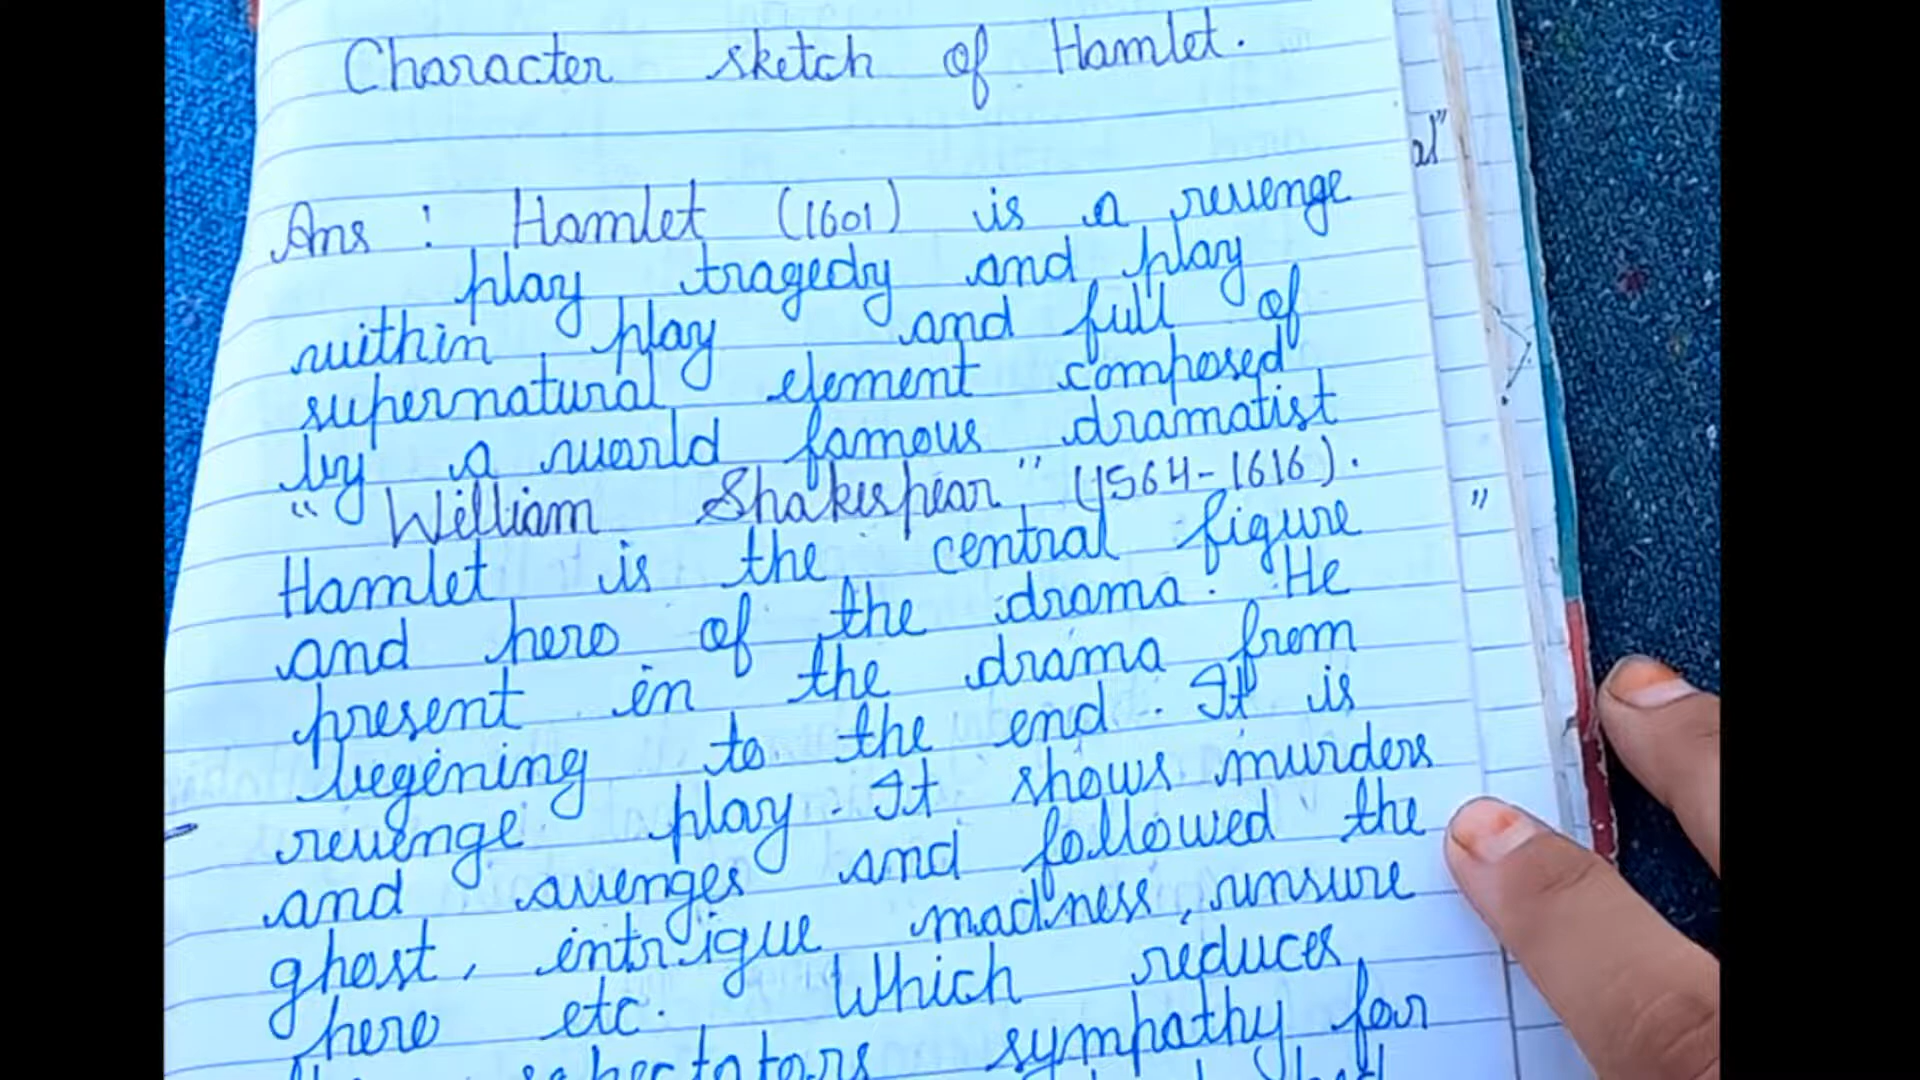 Character sketch of Hamlet.
al"
Ans : Hamlet (1601) is a revenge
play tragedy and play
within play and full of
supernatural element composed
by a world famous dramatist
"William Shakespear" (1564-1616).
"
Hamlet is the central figure
and hero of the drama. He
present in the drama from
begening to the end. It is
revenge play. It shows murders
and avenges and followed the
ghost, intrigue madness, unsure
hero etc. Which reduces
spectators sympathy for